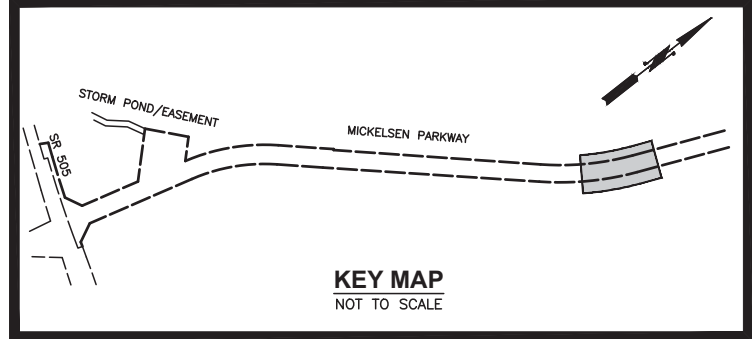 STORM POND/EASEMENT
MICKELSEN PARKWAY
SR 505
KEY MAP
NOT TO SCALE